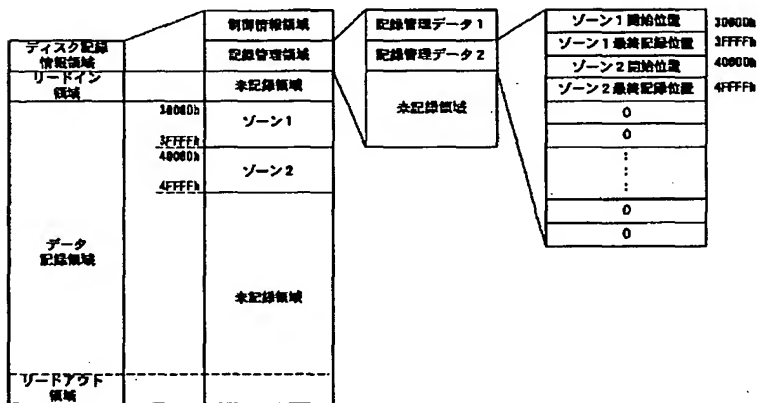 ディスク記録
情報領域
リードイン
領域
データ
記録領域
リードアウト
領域
制御情報領域
記録管理領域
未記録領域
30000h
ゾーン1
3FFFFh
40000h
ゾーン2
4FFFFh
未記録領域
記録管理データ1
記録管理データ2
未記録領域
ゾーン1開始位置
30000h
ゾーン1最終記録位置
3FFFFh
ゾーン2開始位置
40000h
ゾーン2最終記録位置
4FFFFh
0
0
0
0